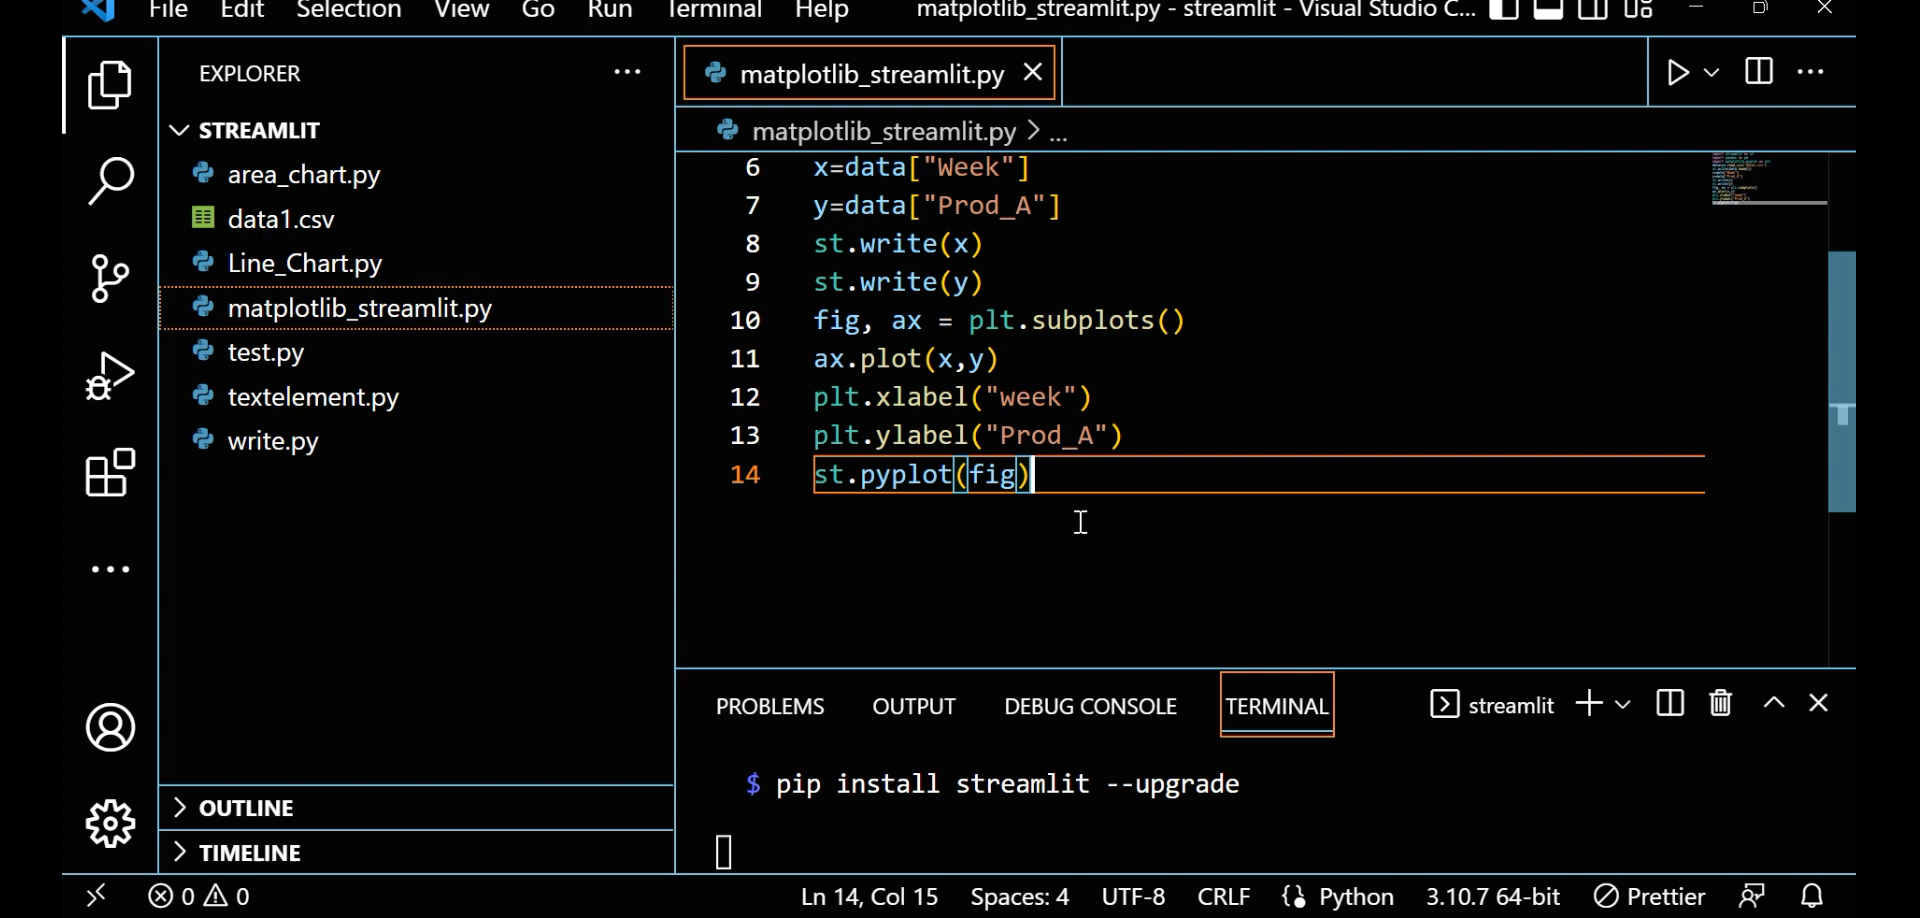 File Edit Selection View Go Run Terminal Help matplotlib_streamlit.py - streamlit - Visual Studio C...
EXPLORER
STREAMLIT
area_chart.py
data1.csv
Line_Chart.py
matplotlib_streamlit.py
test.py
textelement.py
write.py
OUTLINE
TIMELINE
matplotlib_streamlit.py
matplotlib_streamlit.py > ...
6 x=data["Week"]
7 y=data["Prod_A"]
8 st.write(x)
9 st.write(y)
10 fig, ax = plt.subplots()
11 ax.plot(x,y)
12 plt.xlabel("week")
13 plt.ylabel("Prod_A")
14 st.pyplot(fig)
PROBLEMS OUTPUT DEBUG CONSOLE TERMINAL streamlit
$ pip install streamlit --upgrade
0 0 Ln 14, Col 15 Spaces: 4 UTF-8 CRLF Python 3.10.7 64-bit Prettier